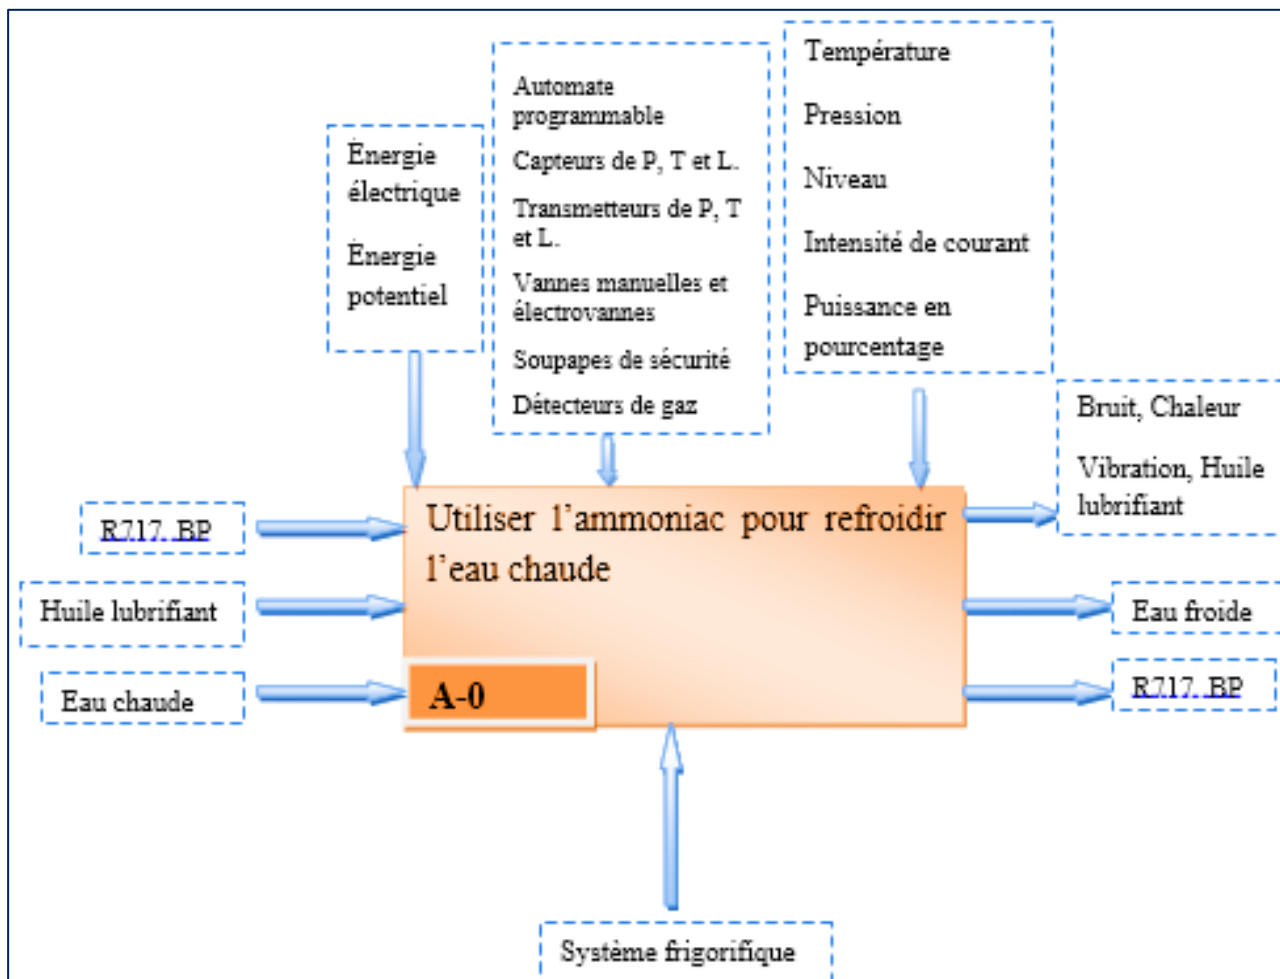 Énergie
électrique
Énergie
potentiel
Automate
programmable
Capteurs de P, T et L.
Transmetteurs de P, T
et L.
Vannes manuelles et
électrovannes
Soupapes de sécurité
Détecteurs de gaz
Température
Pression
Niveau
Intensité de courant
Puissance en
pourcentage
Bruit, Chaleur
Vibration, Huile
lubrifiant
R717 BP
Huile lubrifiant
Eau chaude
Utiliser l’ammoniac pour refroidir
l’eau chaude
A-0
Eau froide
R717 BP
Système frigorifique